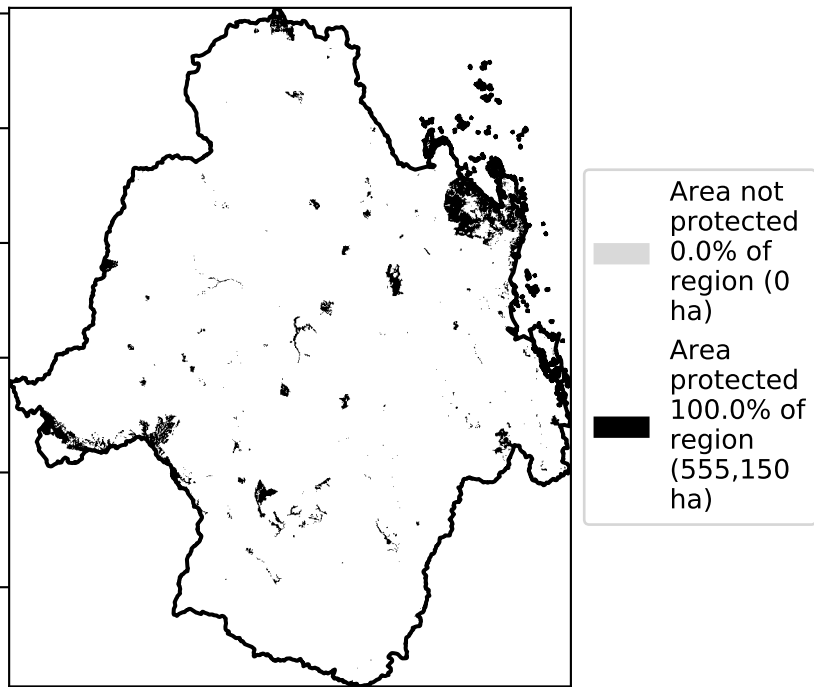 Area not
protected
0.0% of
region (0
ha)
Area
protected
100.0% of
region
(555,150
ha)